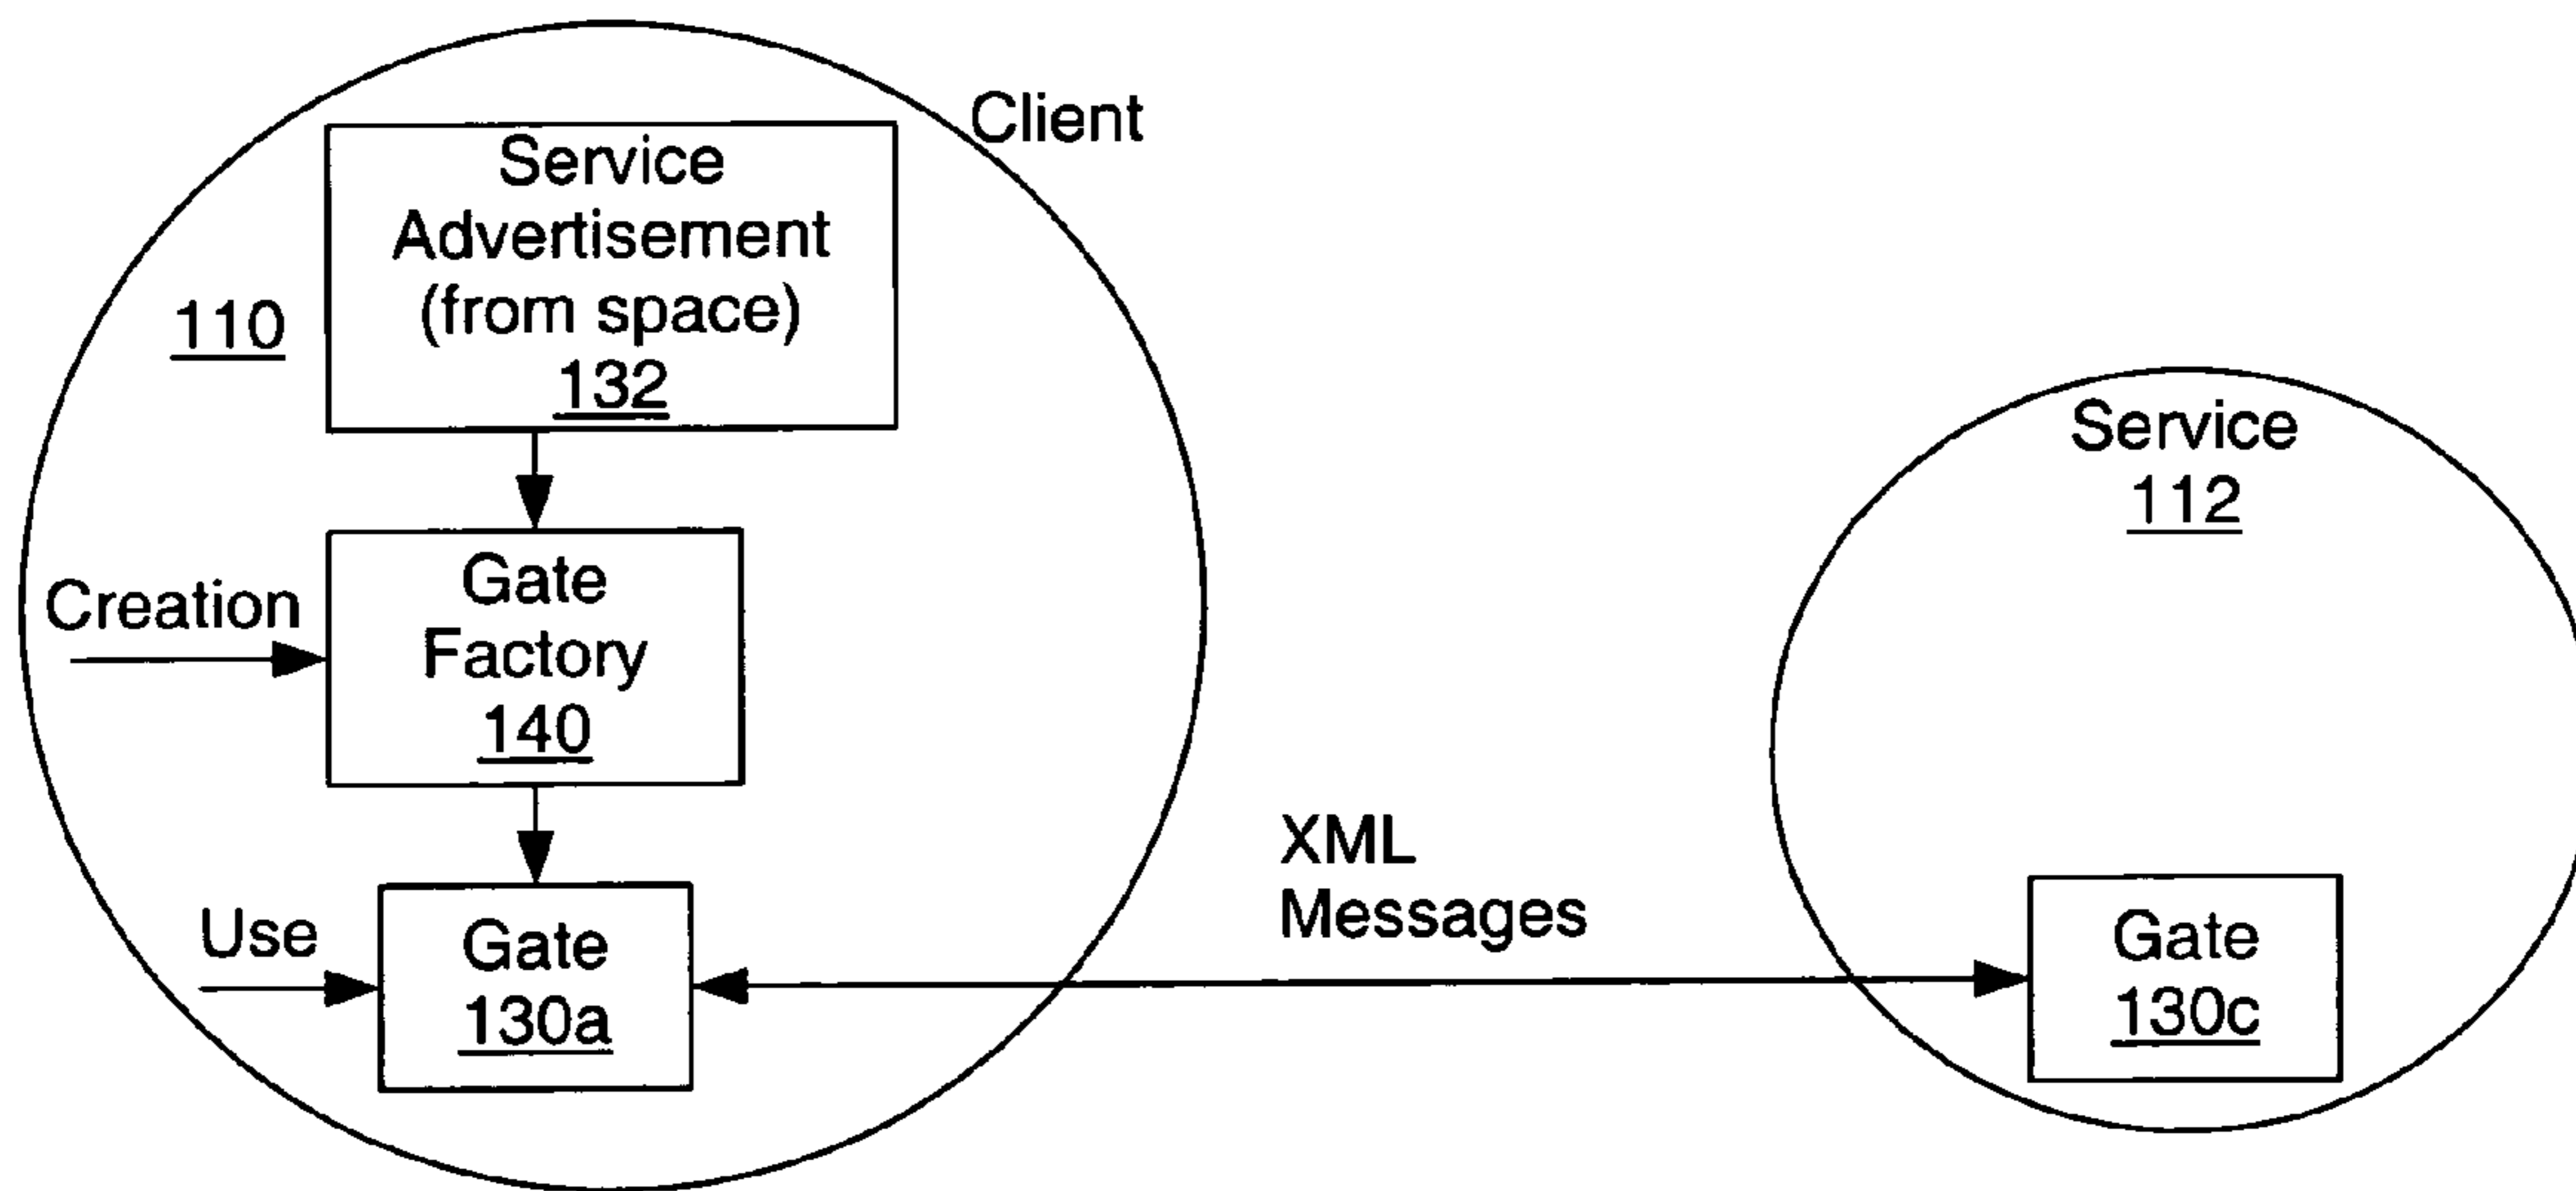 Client
Service
Advertisement
(from space)
132
110
Gate
Factory
140
Creation
Gate
130a
Use
XML
Messages
Service
112
Gate
130c